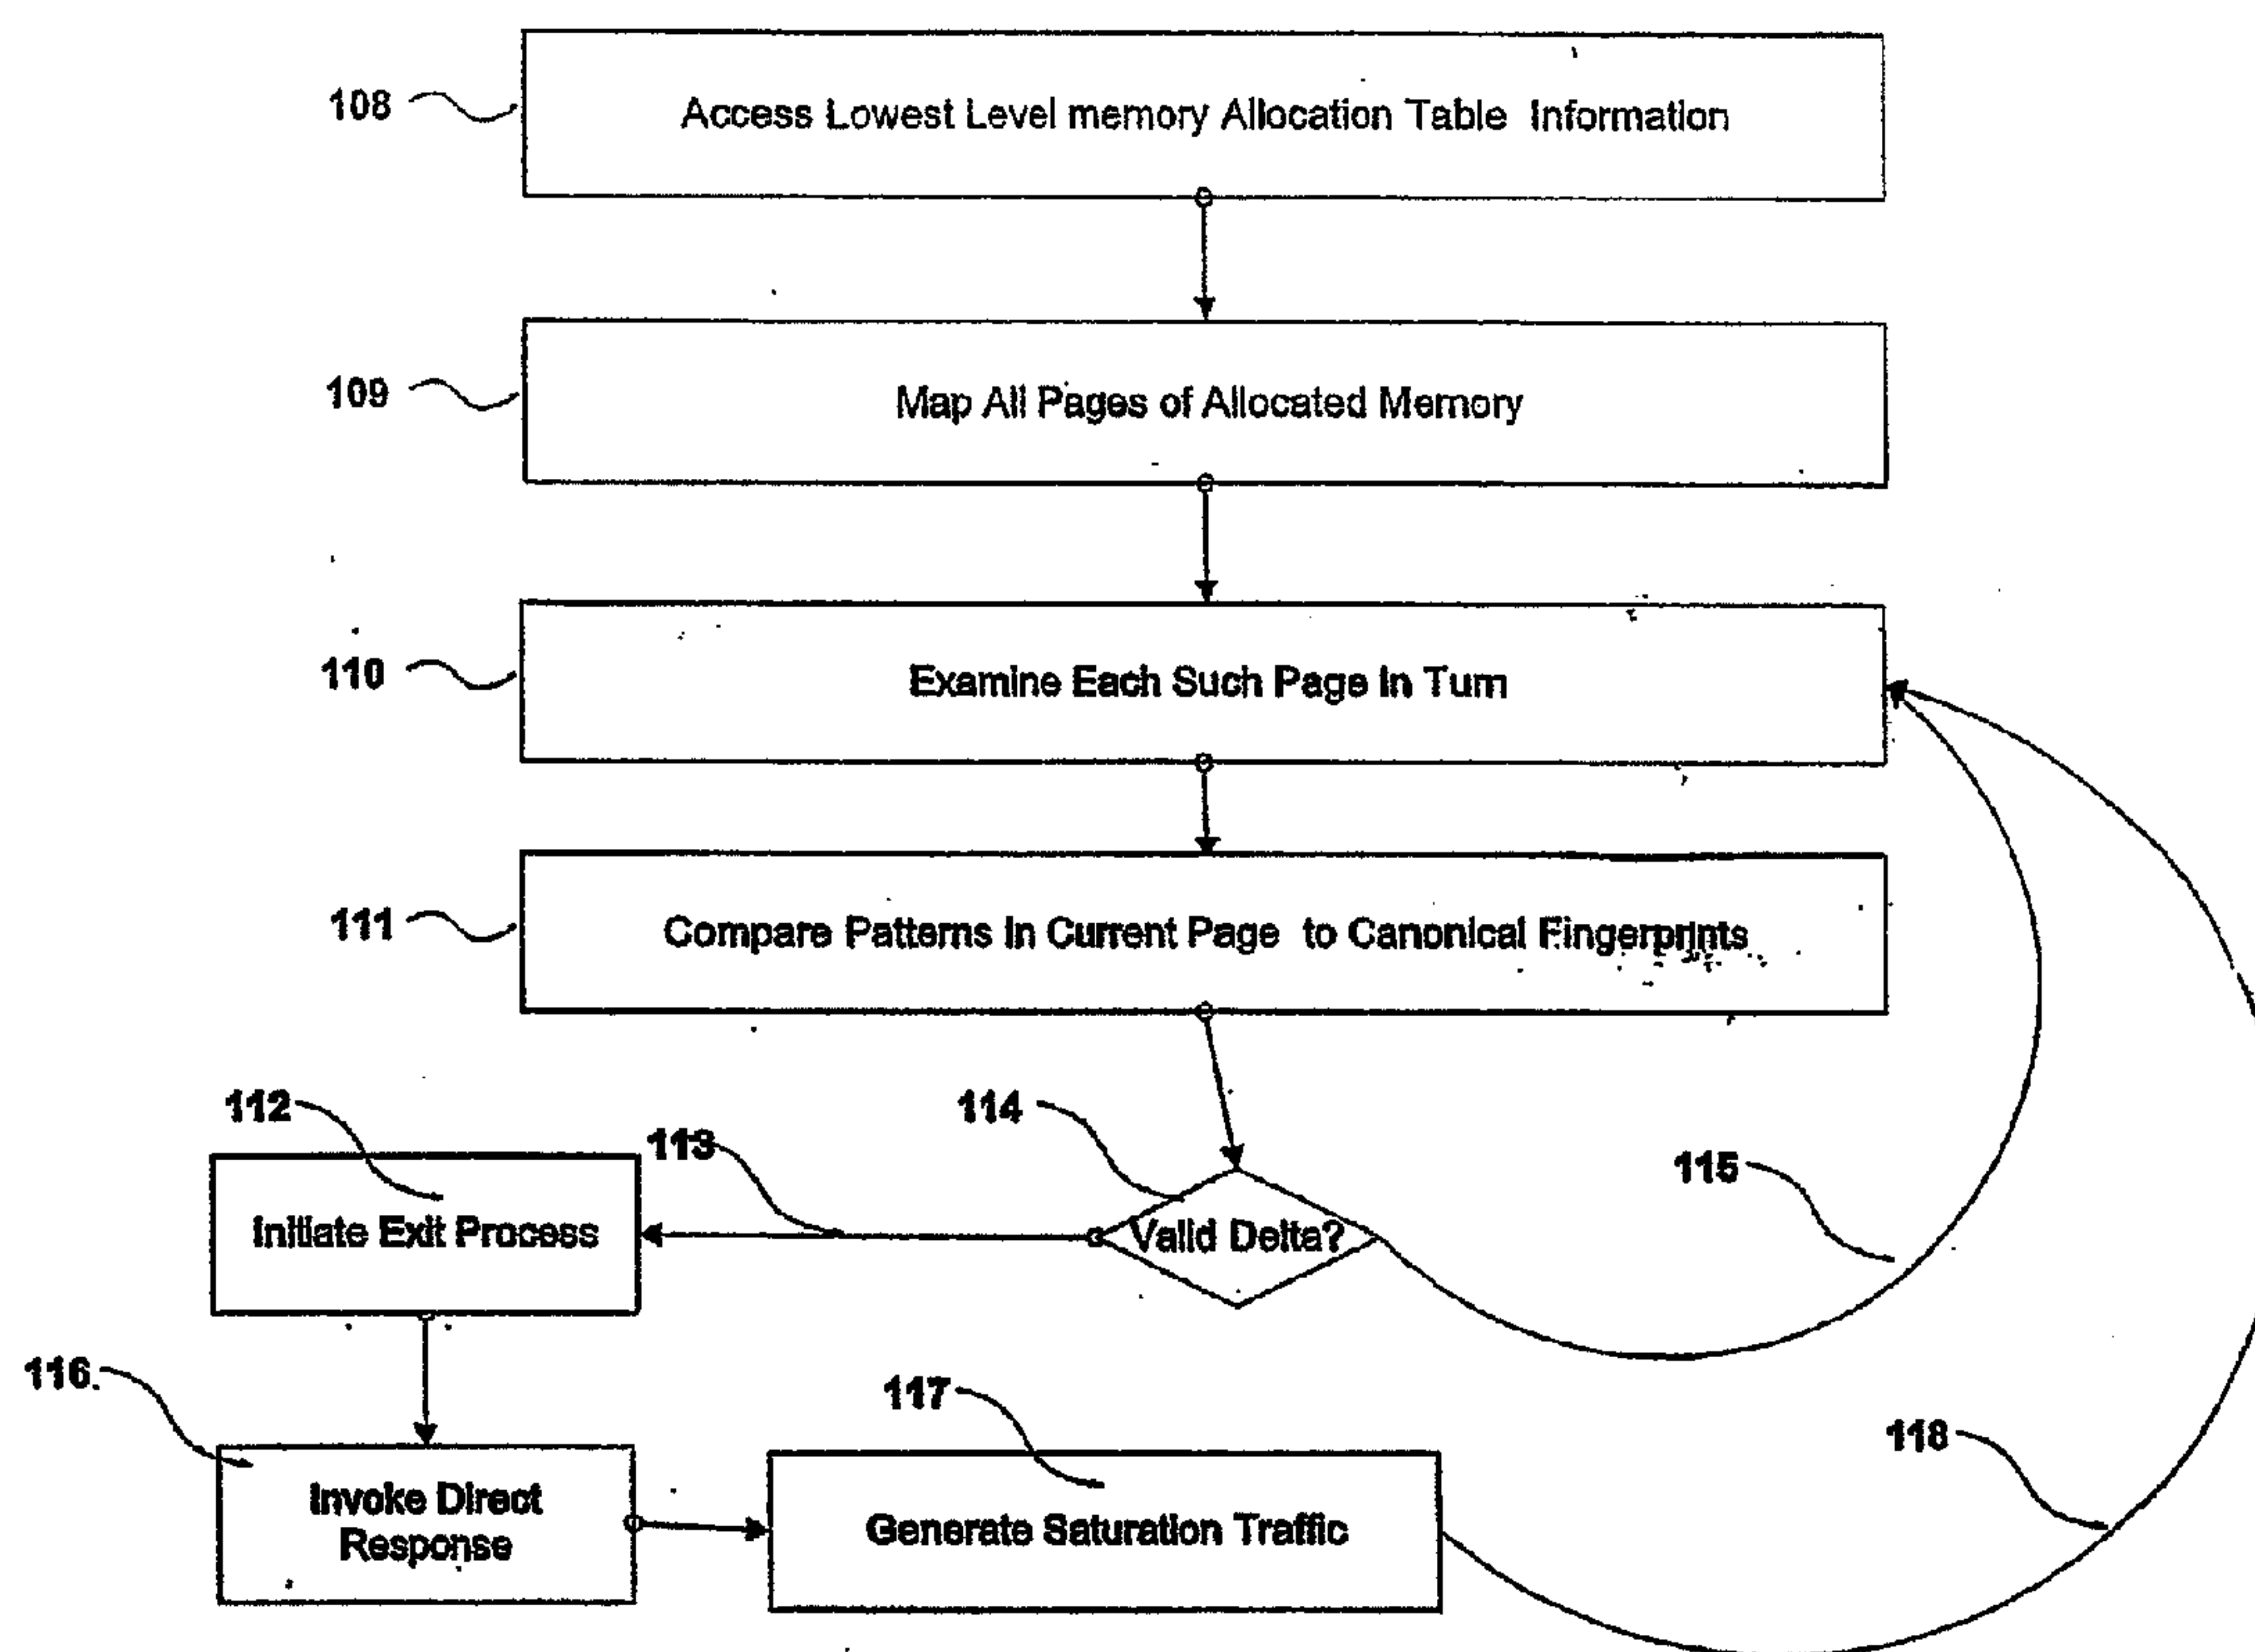 108
Access Lowest Level memory Allocation Table Information
109
Map All Pages of Allocated Memory
110
Examine Each Such Page In Turn
111
Compare Patterns In Current Page to Canonical Fingerprints
112
113
114
115
Initiate Exit Process
Valid Delta?
116.
117
118
Invoke Direct
Response
Generate Saturation Traffic